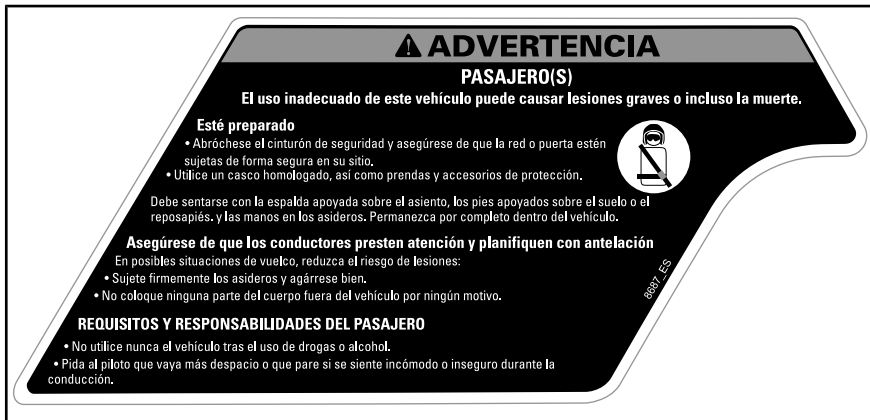 ADVERTENCIA
PASAJERO(S)
El uso inadecuado de este vehículo puede causar lesiones graves o incluso la muerte.
Esté preparado
• Abróchese el cinturón de seguridad y asegúrese de que la red o puerta estén
sujetas de forma segura en su sitio.
• Utilice un casco homologado, así como prendas y accesorios de protección.
Debe sentarse con la espalda apoyada sobre el asiento, los pies apoyados sobre el suelo o el
reposapiés. y las manos en los asideros. Permanezca por completo dentro del vehículo.
Asegúrese de que los conductores presten atención y planifiquen con antelación
En posibles situaciones de vuelco, reduzca el riesgo de lesiones:
• Sujete firmemente los asideros y agárrese bien.
• No coloque ninguna parte del cuerpo fuera del vehículo por ningún motivo.
REQUISITOS Y RESPONSABILIDADES DEL PASAJERO
• No utilice nunca el vehículo tras el uso de drogas o alcohol.
• Pida al piloto que vaya más despacio o que pare si se siente incómodo o inseguro durante la
conducción.
8687_ES